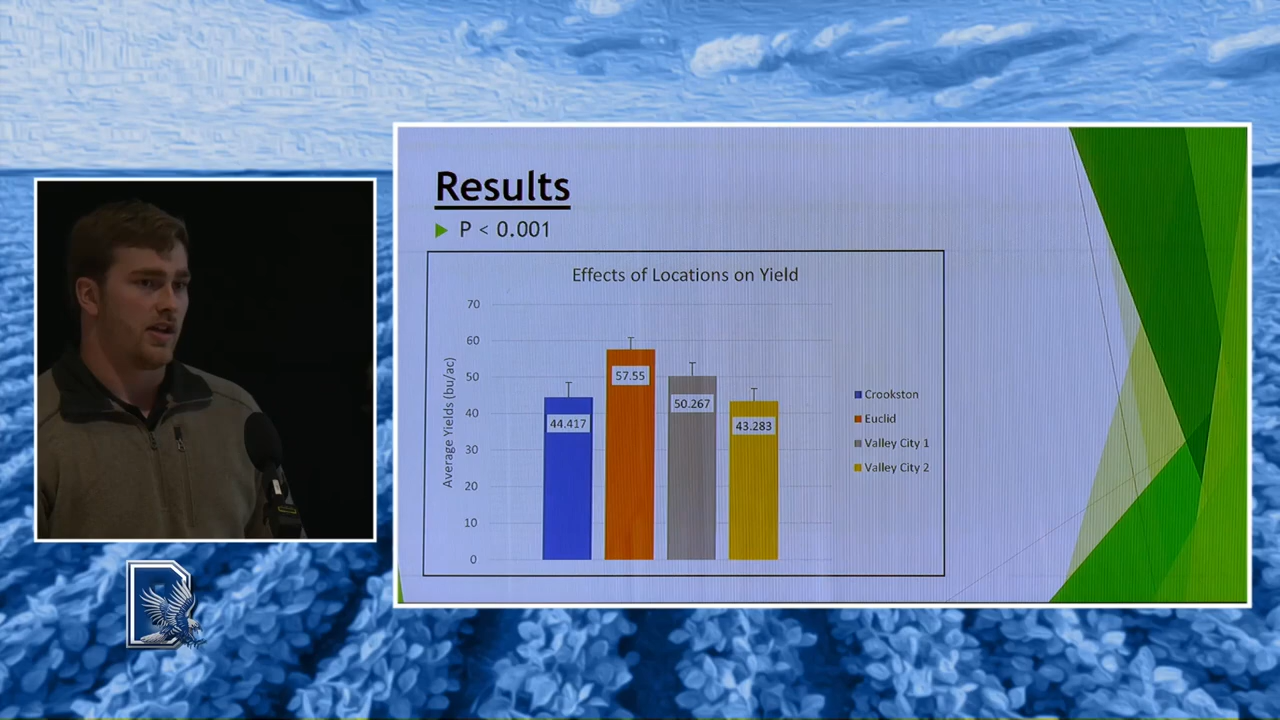 Results
P < 0.001
Effects of Locations on Yield
Average Yields (bu/ac)
70
60
50
40
30
20
10
0
44.417
57.55
50.267
43.283
Crookston
Euclid
Valley City 1
Valley City 2
D